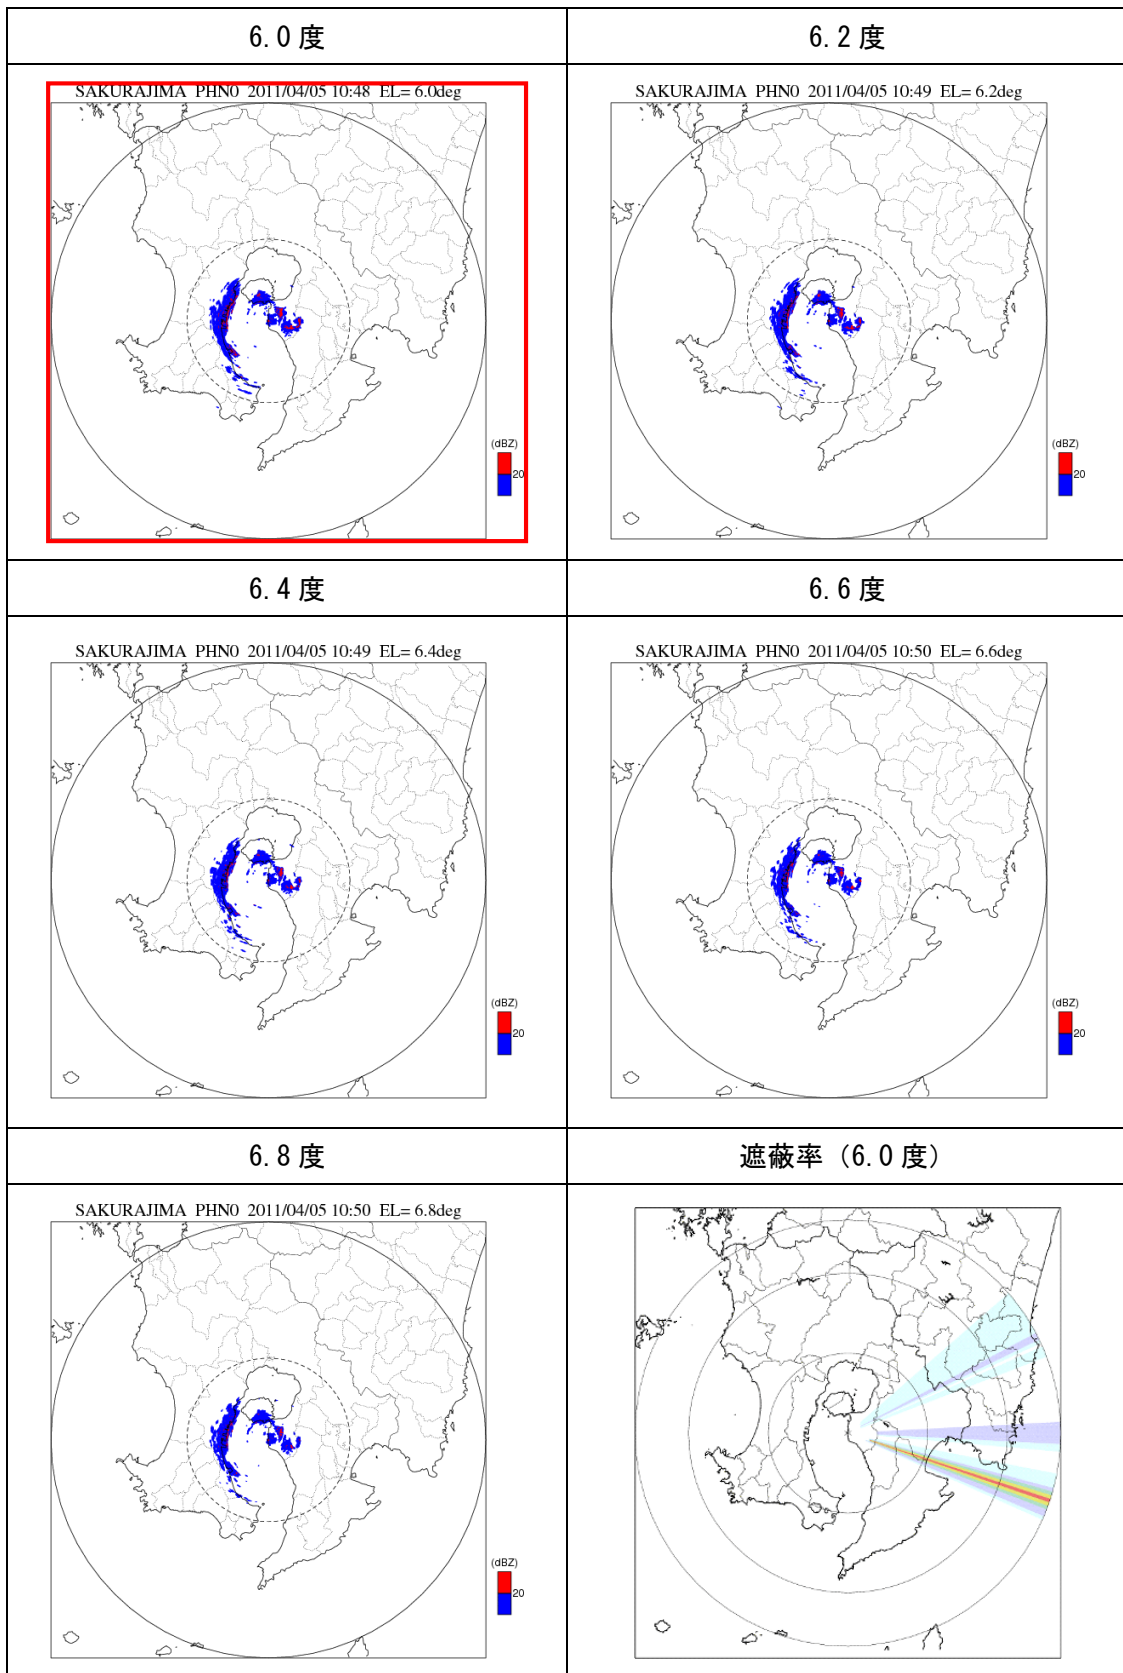 6.0度
6.2度
SAKURAJIMA PHN0 2011/04/05 10:48 EL= 6.0deg
(dBZ)
20
SAKURAJIMA PHN0 2011/04/05 10:49 EL= 6.2deg
(dBZ)
20
6.4度
6.6度
SAKURAJIMA PHN0 2011/04/05 10:49 EL= 6.4deg
(dBZ)
20
SAKURAJIMA PHN0 2011/04/05 10:50 EL= 6.6deg
(dBZ)
20
6.8度
遮蔽率（6.0度）
SAKURAJIMA PHN0 2011/04/05 10:50 EL= 6.8deg
(dBZ)
20